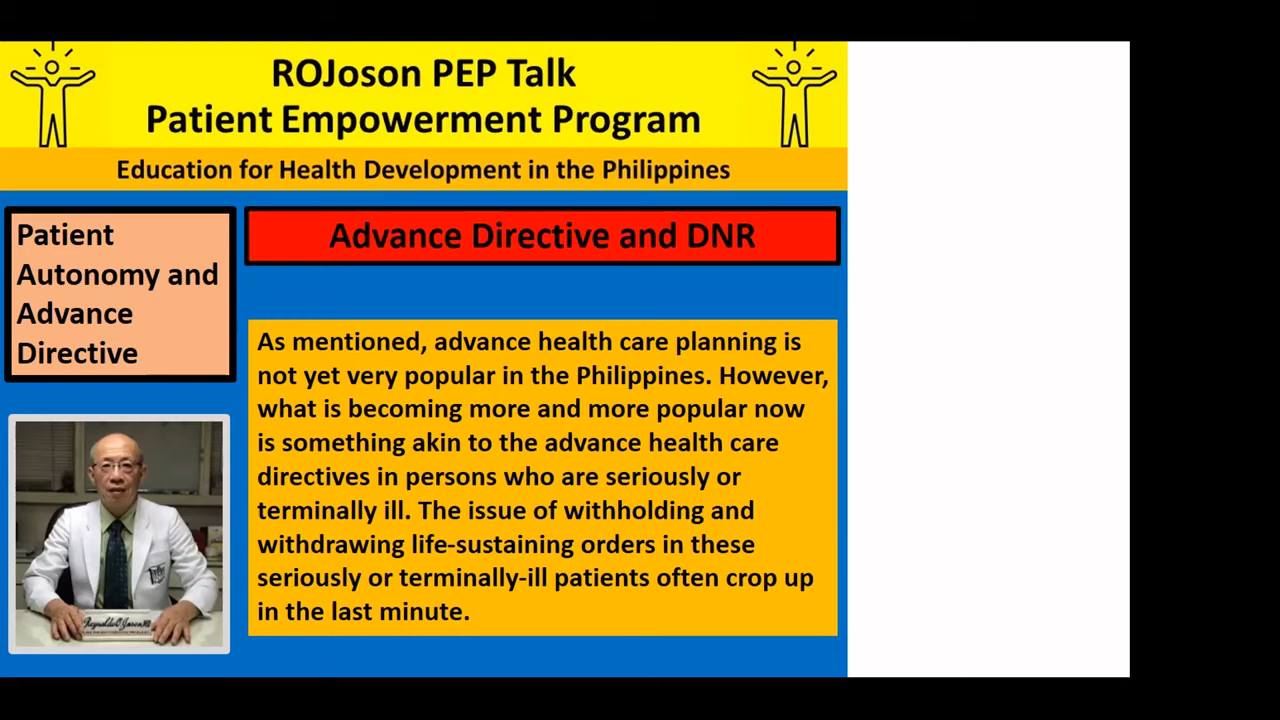 ROJoson PEP Talk
Patient Empowerment Program
Education for Health Development in the Philippines
Patient
Autonomy and
Advance
Directive
Advance Directive and DNR
As mentioned, advance health care planning is
not yet very popular in the Philippines. However,
what is becoming more and more popular now
is something akin to the advance health care
directives in persons who are seriously or
terminally ill. The issue of withholding and
withdrawing life-sustaining orders in these
seriously or terminally-ill patients often crop up
in the last minute.
Reynaldo O. Joson, MD